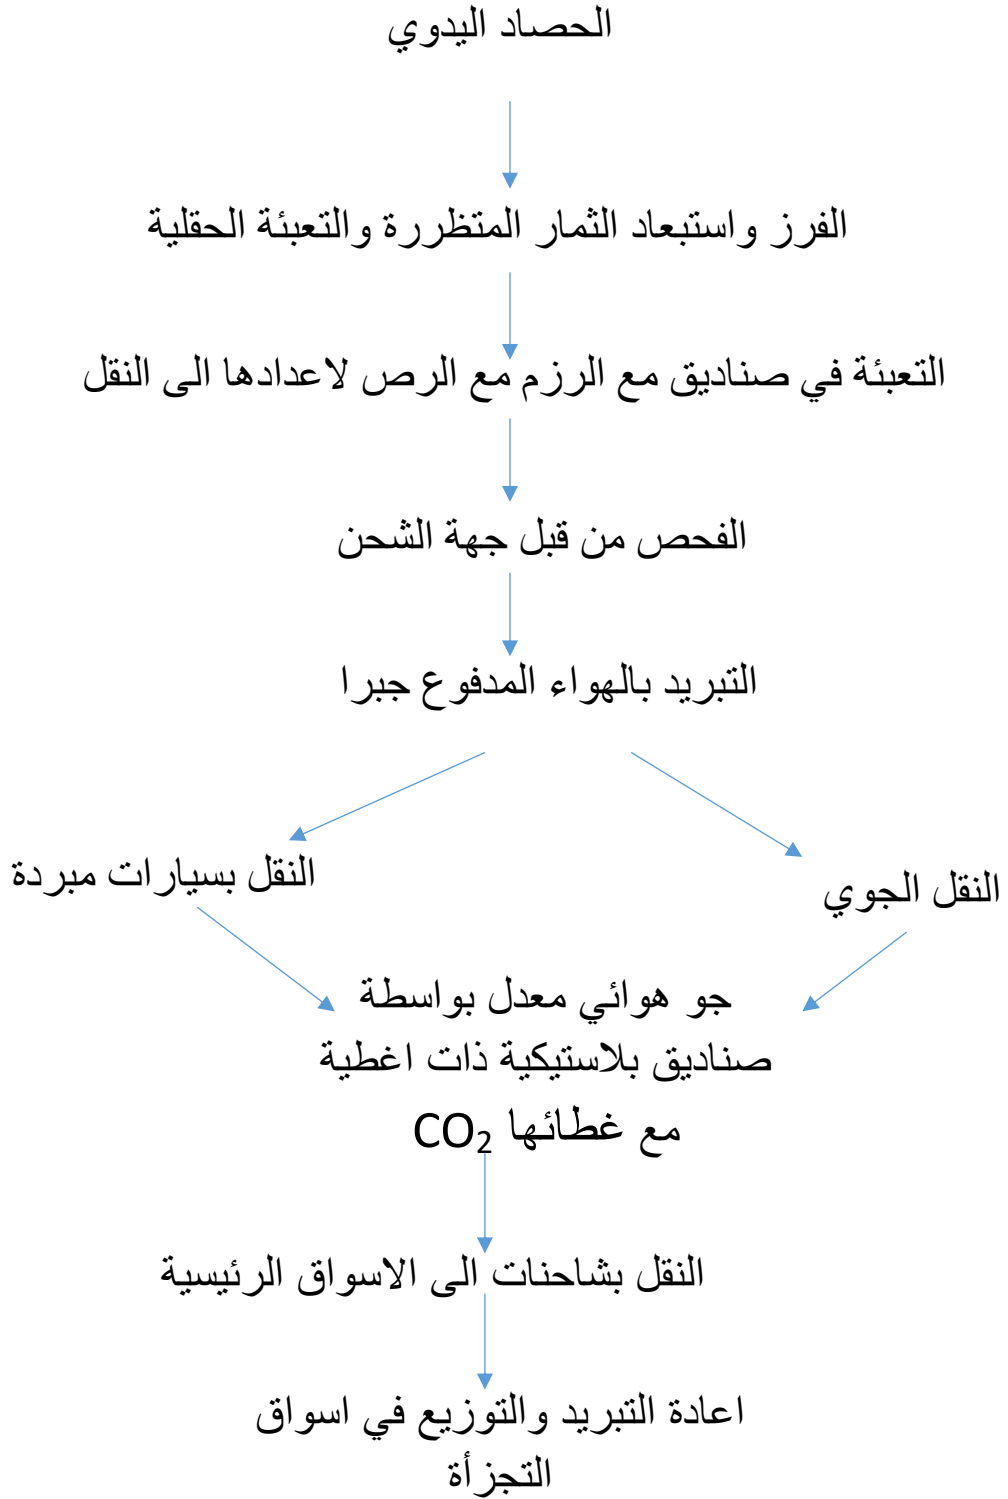 الحصاد اليدوي
الفرز واستبعاد الثمار المتظررة والتعبئة الحقلية
التعبئة في صناديق مع الرزم مع الرص لاعدادها الى النقل
الفحص من قبل جهة الشحن
التبريد بالهواء المدفوع جبرا
النقل الجوي
النقل بسيارات مبردة
جو هوائي معدل بواسطة
صناديق بلاستيكية ذات اغطية
مع غطائها CO₂
النقل بشاحنات الى الاسواق الرئيسية
اعادة التبريد والتوزيع في اسواق
التجزأة